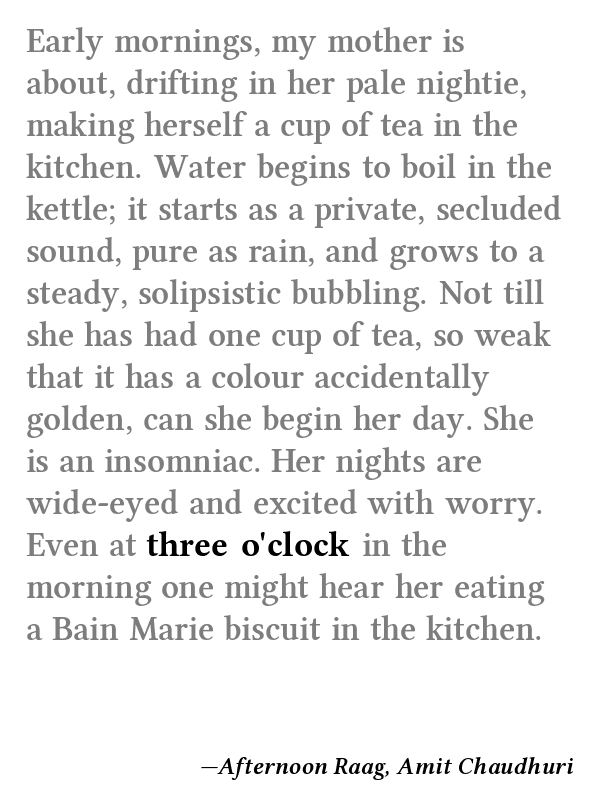 Early mornings, my mother is
about, drifting in her pale nightie,
making herself a cup of tea in the
kitchen. Water begins to boil in the
kettle; it starts as a private, secluded
sound, pure as rain, and grows to a
steady, solipsistic bubbling. Not till
she has had one cup of tea, so weak
that it has a colour accidentally
golden, can she begin her day. She
is an insomniac. Her nights are
wide-eyed and excited with worry.
Even at three o'clock in the
morning one might hear her eating
a Bain Marie biscuit in the kitchen.
—Afternoon Raag, Amit Chaudhuri